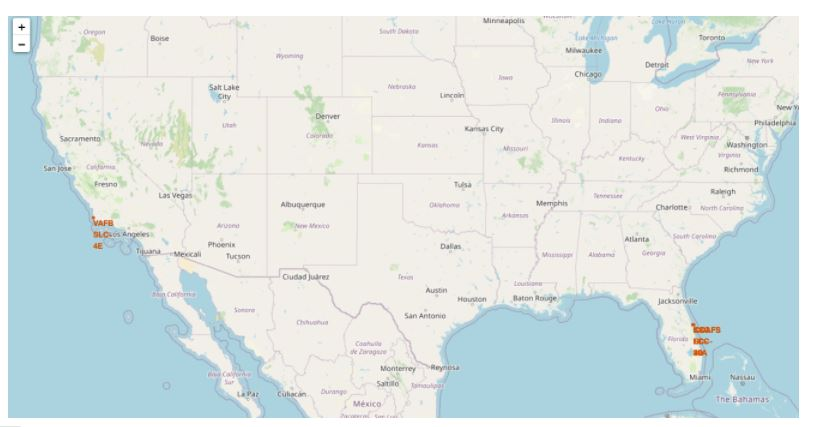 +
−
Minneapolis
Oregon
Boise
South Dakota
Lake Huron
Lake Michigan
Toronto
Milwaukee
Wyoming
Detroit
New York
Chicago
Salt Lake
City
Nebraska
Iowa
Lincoln
Pennsylvania
Denver
Ohio
Utah
Illinois
Indiana
Philadelphia
Sacramento
Nevada
Colorado
Kansas City
West Virginia
Washington
Kansas
Missouri
Virginia
San Jose
California
Kentucky
Richmond
Fresno
Las Vegas
Tulsa
Raleigh
Tennessee
Albuquerque
Oklahoma
Memphis
Charlotte
North Carolina
VAFB
SLC-
4E
Los Angeles
Arizona
New Mexico
Arkansas
Phoenix
Atlanta
South Carolina
Tijuana
Mexicali
Tucson
Dallas
Mississippi
Alabama
Georgia
Ciudad Juárez
Texas
Louisiana
Baja California
Austin
Houston
Baton Rouge
Jacksonville
Sonora
San Antonio
Chihuahua
Florida
Coahuila
de Zaragoza
Monterrey
Reynosa
Baja California
Sur
Saltillo
Tamaulipas
Miami
Nassau
La Paz
Culiacán
Durango
The Bahamas
México